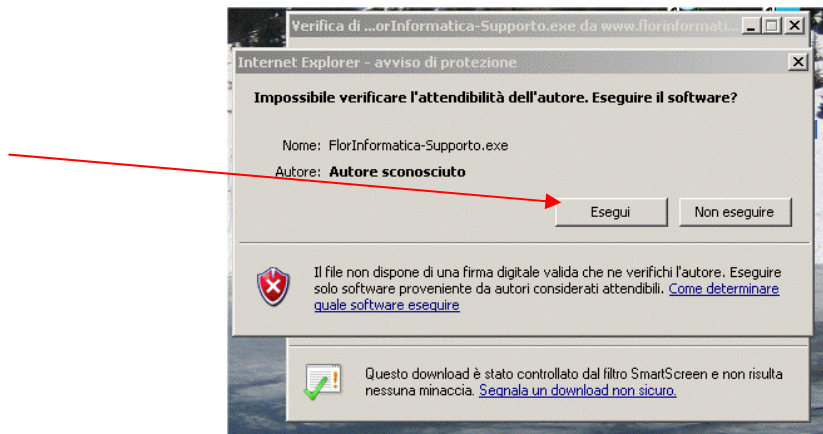 Verifica di ...orInformatica-Supporto.exe da www.florinformati...
Internet Explorer - avviso di protezione
Impossibile verificare l'attendibilità dell'autore. Eseguire il software?
Nome: FlorInformatica-Supporto.exe
Autore: Autore sconosciuto
Esegui Non eseguire
Il file non dispone di una firma digitale valida che ne verifichi l'autore. Eseguire
solo software proveniente da autori considerati attendibili. Come determinare
quale software eseguire
Questo download è stato controllato dal filtro SmartScreen e non risulta
nessuna minaccia. Segnala un download non sicuro.